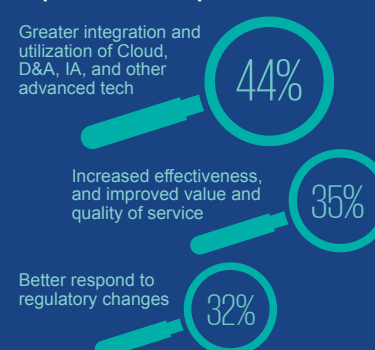 Greater integration and
utilization of Cloud,
D&A, IA, and other
advanced tech
44%
Increased effectiveness,
and improved value and
quality of service
35%
Better respond to
regulatory changes
32%